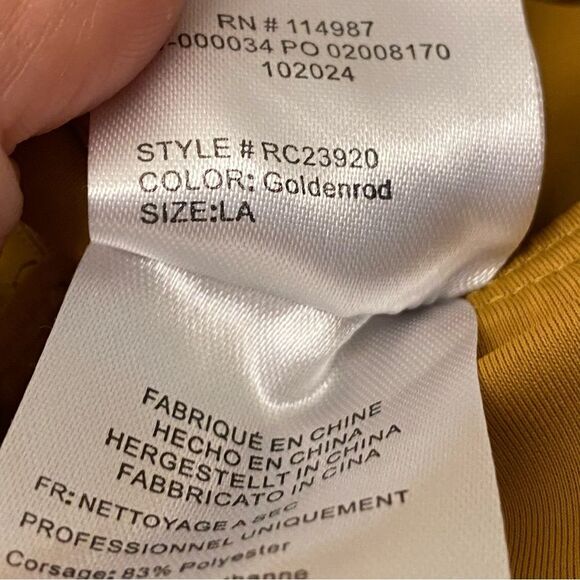 RN # 114987
-000034 PO 02008170
102024
STYLE # RC23920
COLOR: Goldenrod
SIZE:LA
FABRIQUÉ EN CHINE
HECHO EN CHINA
HERGESTELLT IN CHINA
FABBRICATO IN CINA
FR: NETTOYAGE A SEC
PROFESSIONNEL UNIQUEMENT
Corsage: 83% Polyester